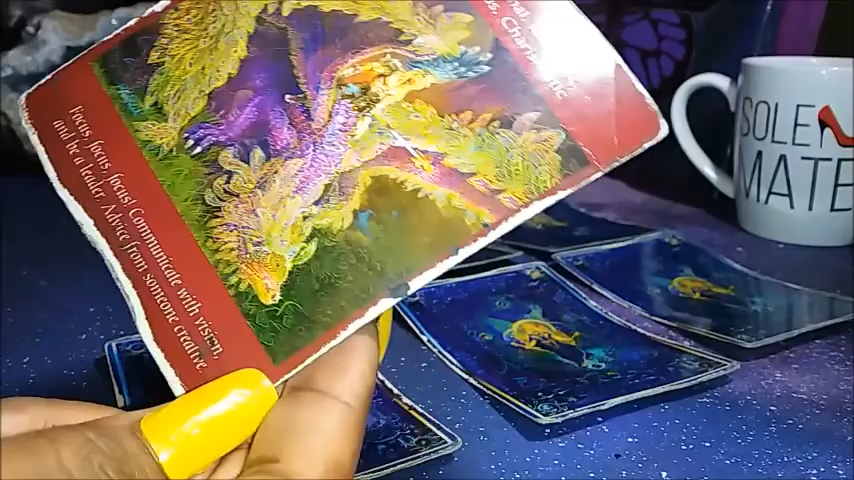 Focus, focus, focus! Communicate with vision,
and be a leader. Advice from someone creative!
SOLE
MATE